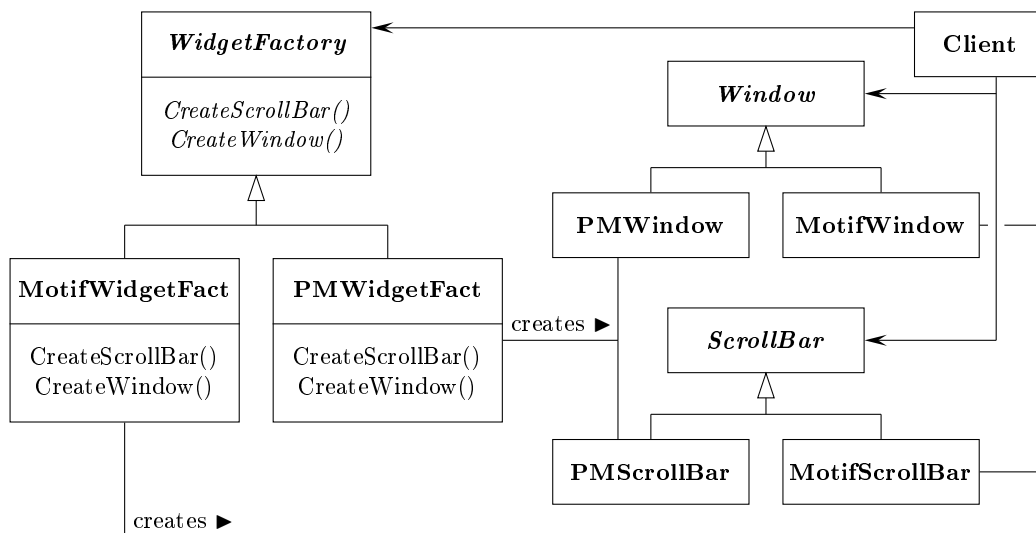 WidgetFactory
CreateScrollBar()
CreateWindow()
Client
Window
PMWindow
MotifWindow
MotifWidgetFact
CreateScrollBar()
CreateWindow()
PMWidgetFact
CreateScrollBar()
CreateWindow()
creates ►
ScrollBar
PMScrollBar
MotifScrollBar
creates ►